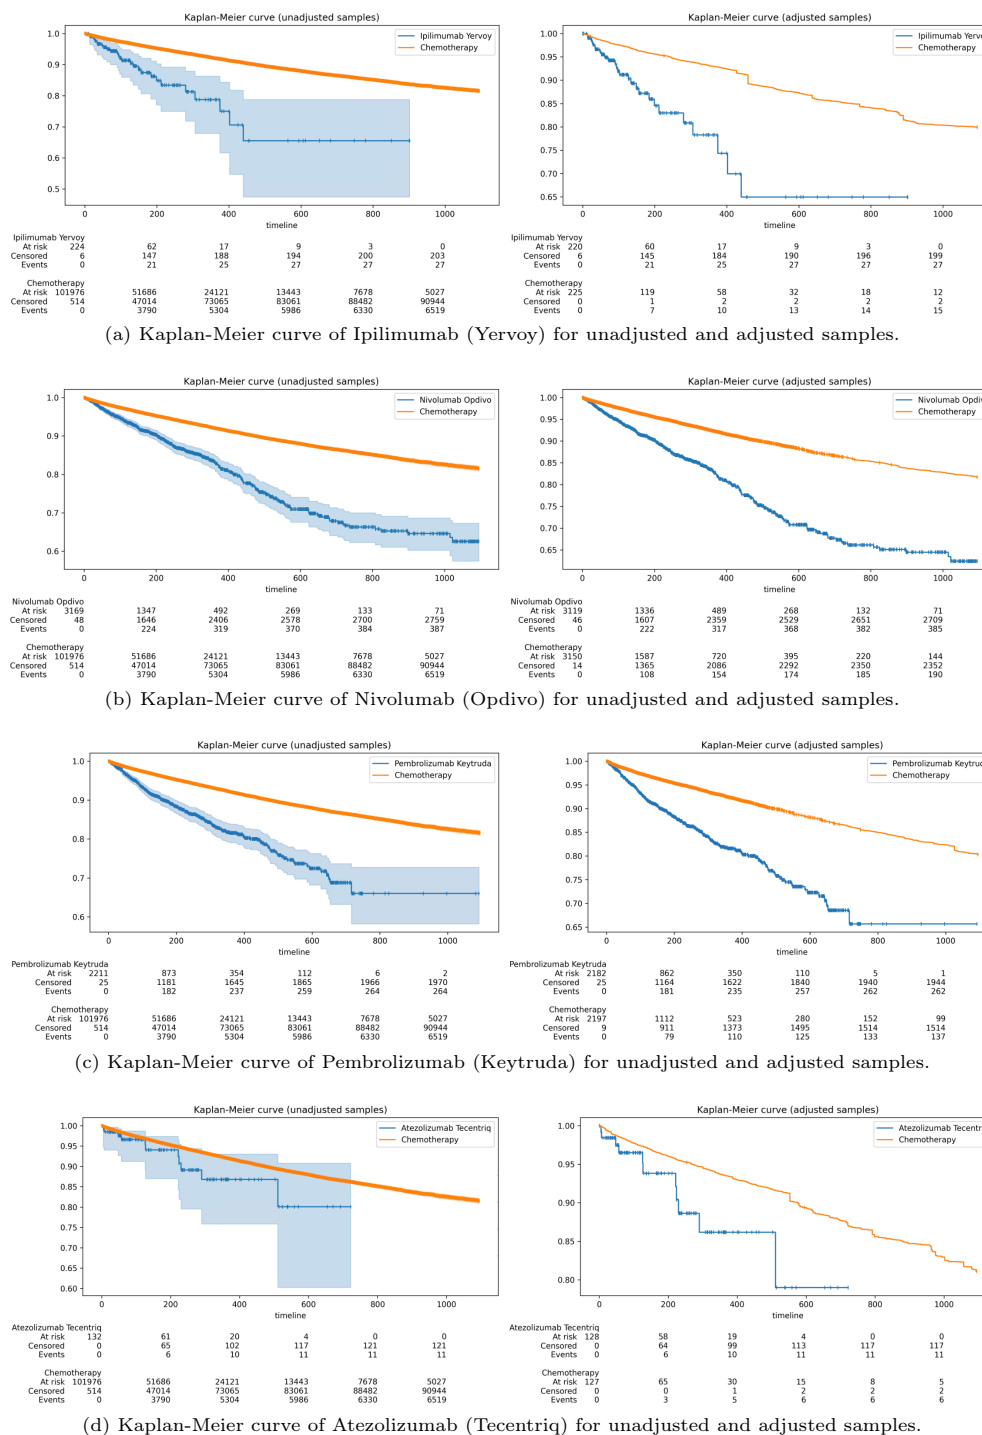 Kaplan-Meier curve (unadjusted samples)
Ipilimumab Yervoy
Chemotherapy
1.0
0.9
0.8
0.7
0.6
0.5
0 200 400 600 800 1000
timeline
Ipilimumab Yervoy
At risk 224 62 17 9 3 0
Censored 6 147 188 194 200 203
Events 0 21 25 27 27 27
Chemotherapy
At risk 101976 51686 24121 13443 7678 5027
Censored 514 47014 73065 83061 88482 90944
Events 0 3790 5304 5986 6330 6519
Kaplan-Meier curve (adjusted samples)
Ipilimumab Yervoy
Chemotherapy
1.00
0.95
0.90
0.85
0.80
0.75
0.70
0.65
0 200 400 600 800 1000
timeline
Ipilimumab Yervoy
At risk 220 60 17 9 3 0
Censored 6 145 184 190 196 199
Events 0 21 25 27 27 27
Chemotherapy
At risk 225 119 58 32 18 12
Censored 0 1 2 2 2 2
Events 0 7 10 13 14 15
(a) Kaplan-Meier curve of Ipilimumab (Yervoy) for unadjusted and adjusted samples.
Kaplan-Meier curve (unadjusted samples)
Nivolumab Opdivo
Chemotherapy
1.0
0.9
0.8
0.7
0.6
0 200 400 600 800 1000
timeline
Nivolumab Opdivo
At risk 3169 1347 492 269 133 71
Censored 48 1646 2406 2578 2700 2759
Events 0 224 319 370 384 387
Chemotherapy
At risk 101976 51686 24121 13443 7678 5027
Censored 514 47014 73065 83061 88482 90944
Events 0 3790 5304 5986 6330 6519
Kaplan-Meier curve (adjusted samples)
Nivolumab Opdivo
Chemotherapy
1.00
0.95
0.90
0.85
0.80
0.75
0.70
0.65
0 200 400 600 800 1000
timeline
Nivolumab Opdivo
At risk 3119 1336 489 268 132 71
Censored 46 1607 2359 2529 2651 2709
Events 0 222 317 368 382 385
Chemotherapy
At risk 3150 1587 720 395 220 144
Censored 14 1365 2086 2292 2350 2352
Events 0 108 154 174 185 190
(b) Kaplan-Meier curve of Nivolumab (Opdivo) for unadjusted and adjusted samples.
Kaplan-Meier curve (unadjusted samples)
Pembrolizumab Keytruda
Chemotherapy
1.0
0.9
0.8
0.7
0.6
0 200 400 600 800 1000
timeline
Pembrolizumab Keytruda
At risk 2211 873 354 112 6 2
Censored 25 1181 1645 1865 1966 1970
Events 0 182 237 259 264 264
Chemotherapy
At risk 101976 51686 24121 13443 7678 5027
Censored 514 47014 73065 83061 88482 90944
Events 0 3790 5304 5986 6330 6519
Kaplan-Meier curve (adjusted samples)
Pembrolizumab Keytruda
Chemotherapy
1.00
0.95
0.90
0.85
0.80
0.75
0.70
0.65
0 200 400 600 800 1000
timeline
Pembrolizumab Keytruda
At risk 2182 862 350 110 5 1
Censored 25 1164 1622 1840 1940 1944
Events 0 181 235 257 262 262
Chemotherapy
At risk 2197 1112 523 280 152 99
Censored 9 911 1373 1495 1514 1514
Events 0 79 110 125 133 137
(c) Kaplan-Meier curve of Pembrolizumab (Keytruda) for unadjusted and adjusted samples.
Kaplan-Meier curve (unadjusted samples)
Atezolizumab Tecentriq
Chemotherapy
1.00
0.95
0.90
0.85
0.80
0.75
0.70
0.65
0.60
0 200 400 600 800 1000
timeline
Atezolizumab Tecentriq
At risk 132 61 20 4 0 0
Censored 0 65 102 117 121 121
Events 0 6 10 11 11 11
Chemotherapy
At risk 101976 51686 24121 13443 7678 5027
Censored 514 47014 73065 83061 88482 90944
Events 0 3790 5304 5986 6330 6519
Kaplan-Meier curve (adjusted samples)
Atezolizumab Tecentriq
Chemotherapy
1.00
0.95
0.90
0.85
0.80
0 200 400 600 800 1000
timeline
Atezolizumab Tecentriq
At risk 128 58 19 4 0 0
Censored 0 64 99 113 117 117
Events 0 6 10 11 11 11
Chemotherapy
At risk 127 65 30 15 8 5
Censored 0 0 1 2 2 2
Events 0 3 5 6 6 6
(d) Kaplan-Meier curve of Atezolizumab (Tecentriq) for unadjusted and adjusted samples.